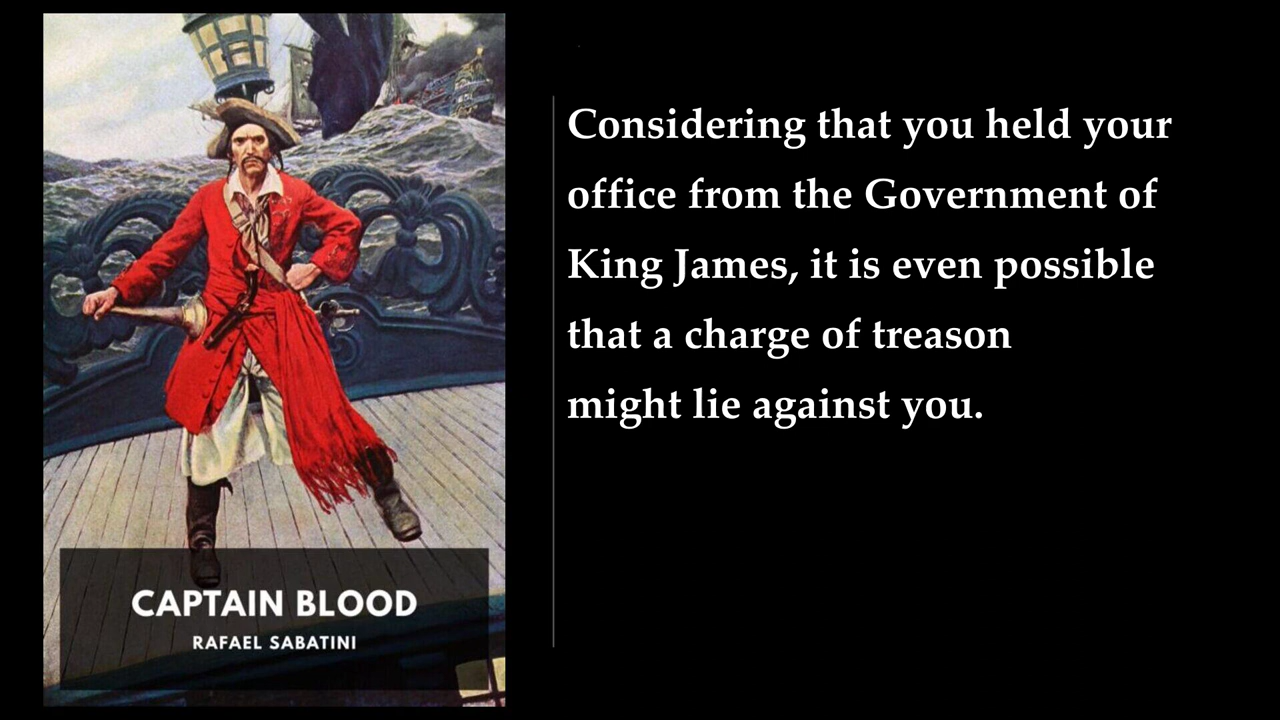 Considering that you held your
office from the Government of
King James, it is even possible
that a charge of treason
might lie against you.
CAPTAIN BLOOD
RAFAEL SABATINI